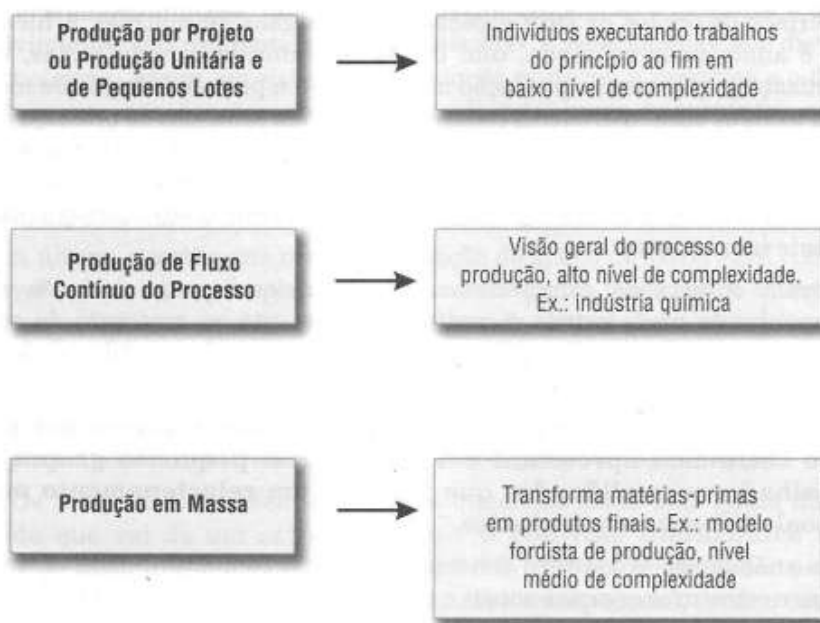 Produção por Projeto
ou Produção Unitária e
de Pequenos Lotes
Indivíduos executando trabalhos
do princípio ao fim em
baixo nível de complexidade
Produção de Fluxo
Contínuo do Processo
Visão geral do processo de
produção, alto nível de complexidade.
Ex.: indústria química
Produção em Massa
Transforma matérias-primas
em produtos finais. Ex.: modelo
fordista de produção, nível
médio de complexidade